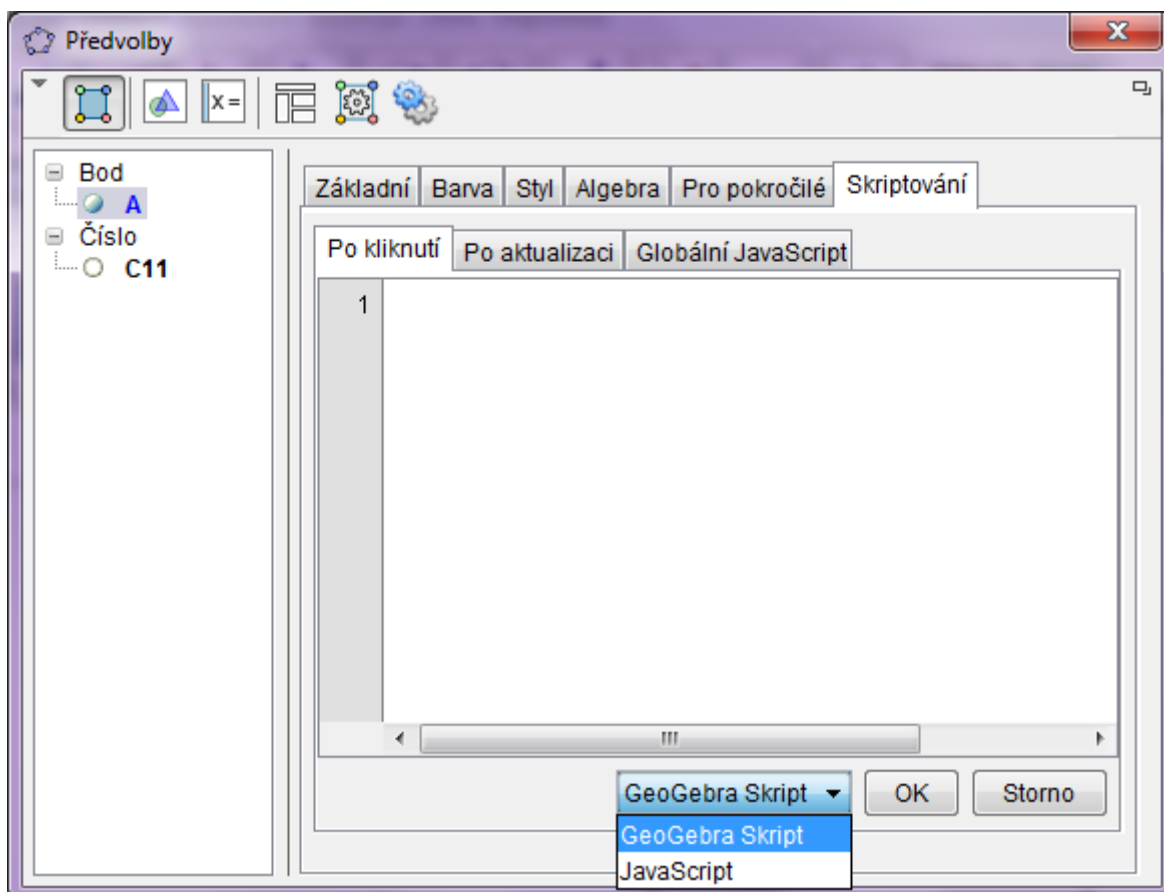 Předvolby
x =
Bod
A
Číslo
C11
Základní Barva Styl Algebra Pro pokročilé Skriptování
Po kliknutí Po aktualizaci Globální JavaScript
1
GeoGebra Skript OK Storno
GeoGebra Skript
JavaScript